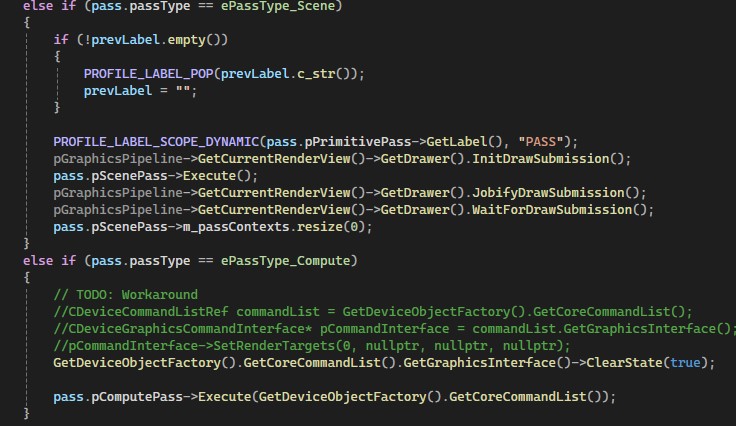 else if (pass.passType == ePassType_Scene)
{
if (!prevLabel.empty())
{
PROFILE_LABEL_POP(prevLabel.c_str());
prevLabel = "";
}
PROFILE_LABEL_SCOPE_DYNAMIC(pass.pPrimitivePass->GetLabel(), "PASS");
pGraphicsPipeline->GetCurrentRenderView()->GetDrawer().InitDrawSubmission();
pass.pScenePass->Execute();
pGraphicsPipeline->GetCurrentRenderView()->GetDrawer().JobifyDrawSubmission();
pGraphicsPipeline->GetCurrentRenderView()->GetDrawer().WaitForDrawSubmission();
pass.pScenePass->m_passContexts.resize(0);
}
else if (pass.passType == ePassType_Compute)
{
// TODO: Workaround
//CDeviceCommandListRef commandList = GetDeviceObjectFactory().GetCoreCommandList();
//CDeviceGraphicsCommandInterface* pCommandInterface = commandList.GetGraphicsInterface();
//pCommandInterface->SetRenderTargets(0, nullptr, nullptr, nullptr);
GetDeviceObjectFactory().GetCoreCommandList().GetGraphicsInterface()->ClearState(true);
pass.pComputePass->Execute(GetDeviceObjectFactory().GetCoreCommandList());
}